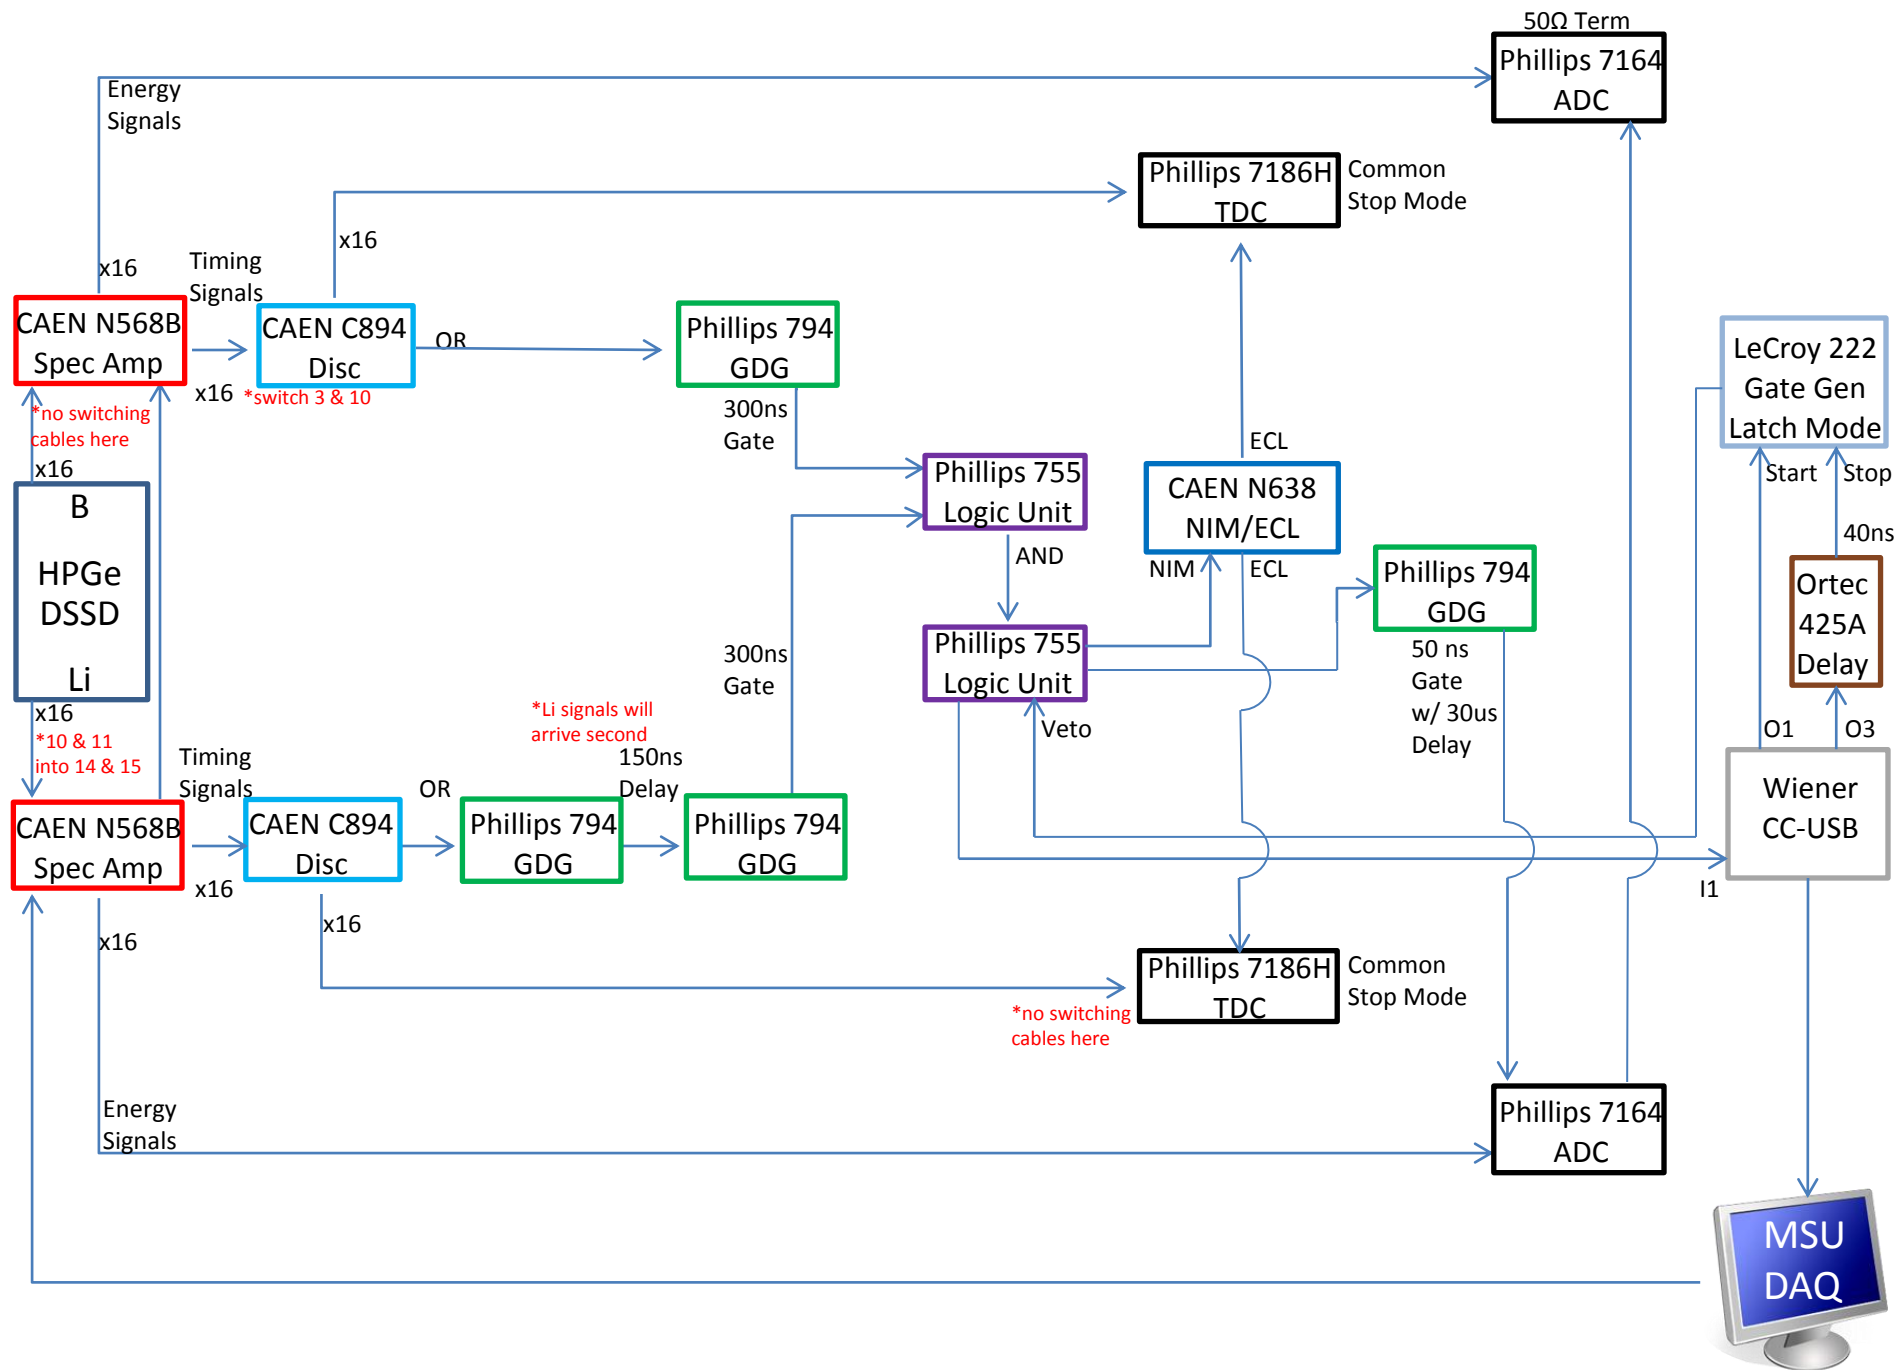 50Ω Term
Phillips 7164
ADC
Energy
Signals
Phillips 7186H
TDC
Common
Stop Mode
x16
x16
Timing
Signals
CAEN N568B
Spec Amp
x16
CAEN C894
Disc
*switch 3 & 10
OR
Phillips 794
GDG
300ns
Gate
LeCroy 222
Gate Gen
Latch Mode
Start
Stop
*no switching
cables here
x16
B
HPGe
DSSD
Li
x16
*10 & 11
into 14 & 15
Phillips 755
Logic Unit
AND
ECL
CAEN N638
NIM/ECL
NIM
ECL
Phillips 794
GDG
50 ns
Gate
w/ 30us
Delay
40ns
Ortec
425A
Delay
O1
O3
Phillips 755
Logic Unit
Veto
300ns
Gate
*Li signals will
arrive second
150ns
Delay
Timing
Signals
CAEN N568B
Spec Amp
x16
CAEN C894
Disc
OR
Phillips 794
GDG
Phillips 794
GDG
Wiener
CC-USB
I1
x16
x16
Phillips 7186H
TDC
Common
Stop Mode
*no switching
cables here
Energy
Signals
Phillips 7164
ADC
MSU
DAQ